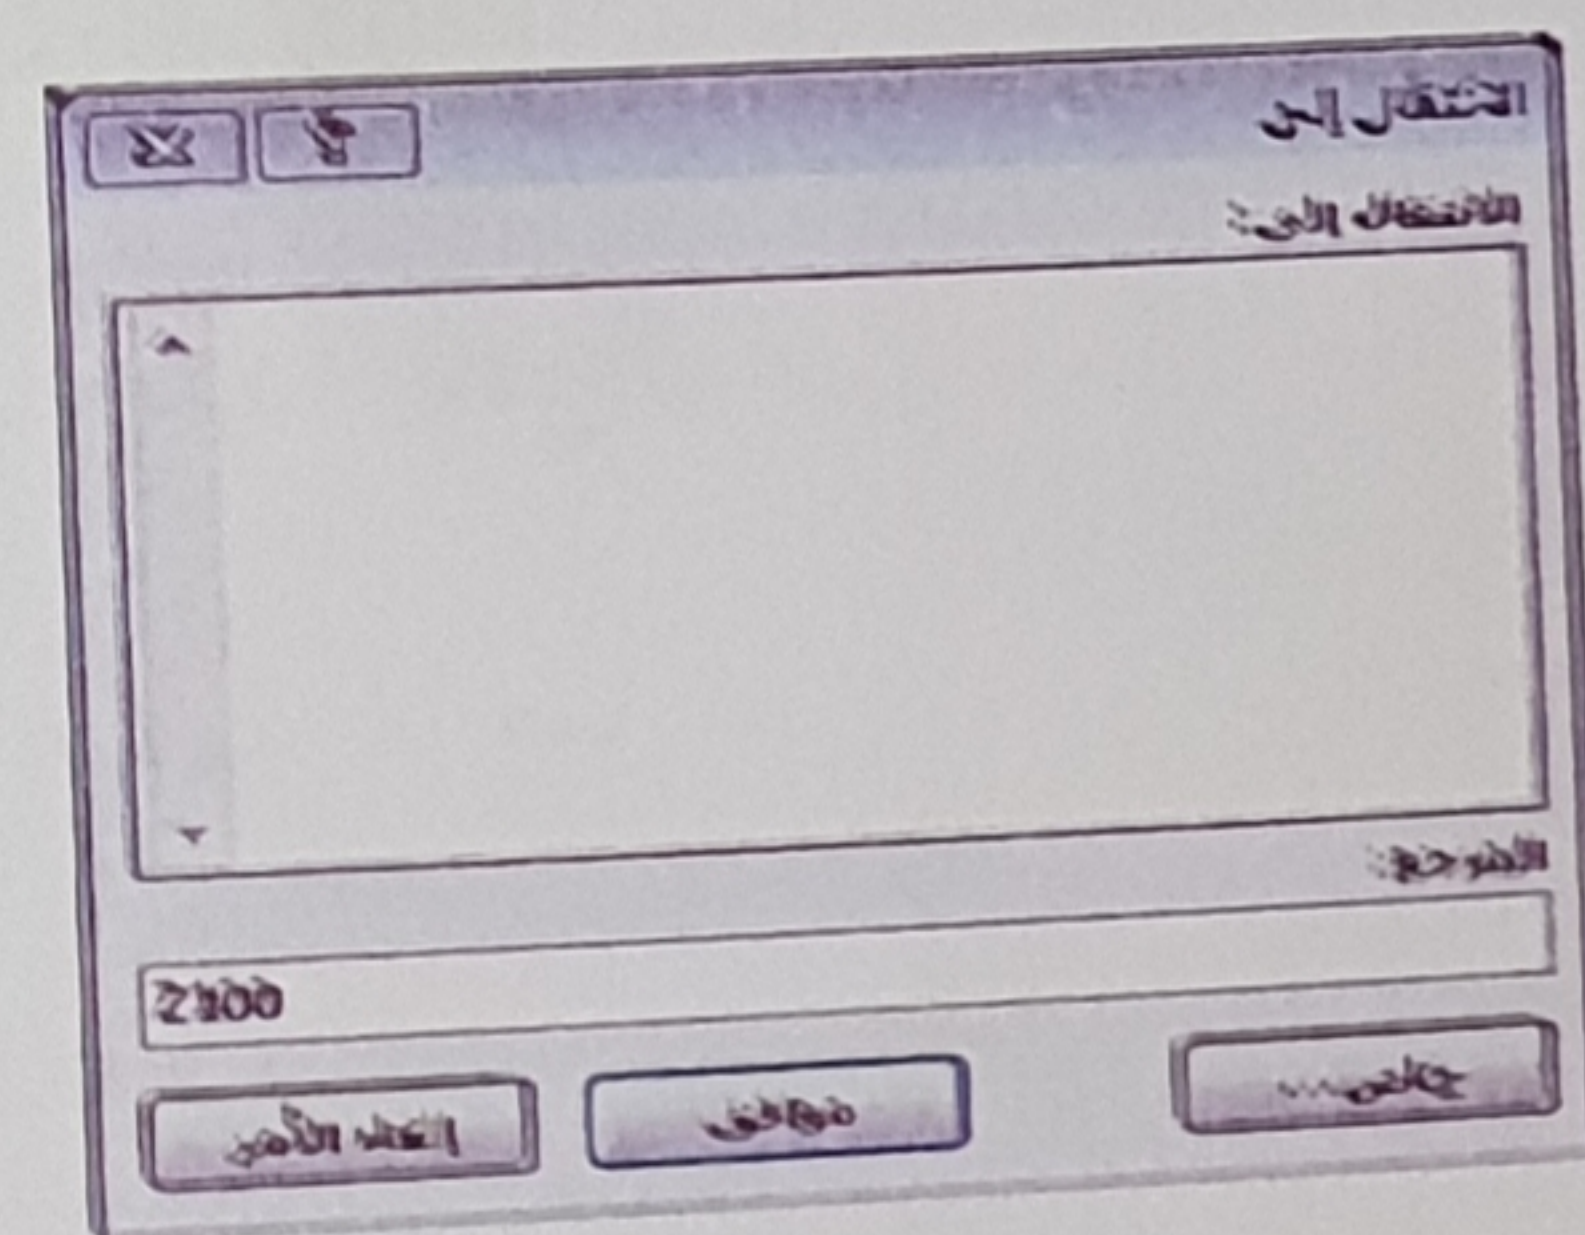 الانتقال إلى
الانتقال إلى:
المرجع:
Z100
خاص...
موافق
إلغاء الأمر